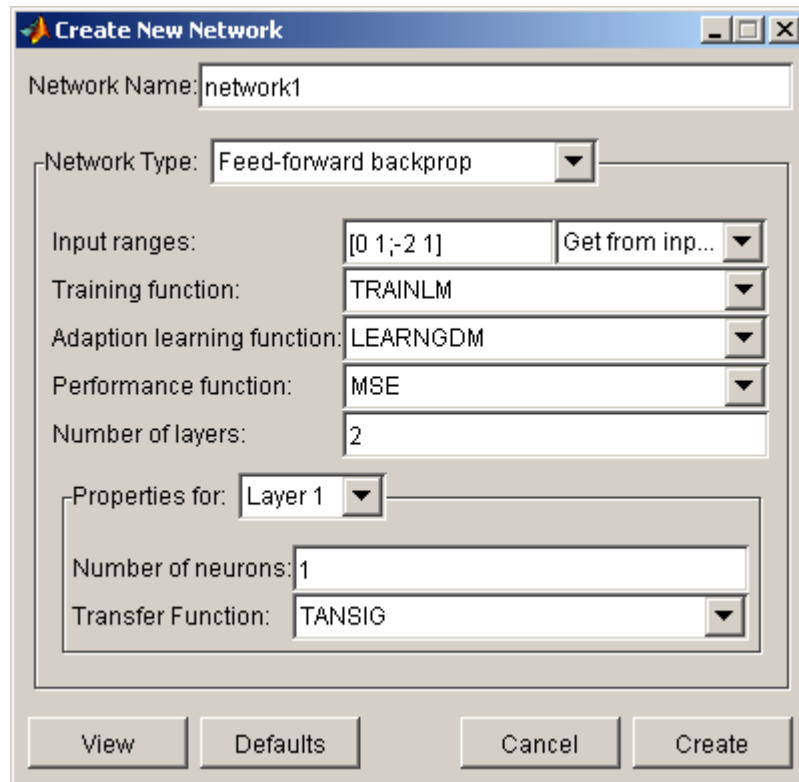 Create New Network
Network Name: network1
Network Type: Feed-forward backprop
Input ranges: [0 1;-2 1] Get from inp...
Training function: TRAINLM
Adaption learning function: LEARNGDM
Performance function: MSE
Number of layers: 2
Properties for: Layer 1
Number of neurons: 1
Transfer Function: TANSIG
View Defaults Cancel Create